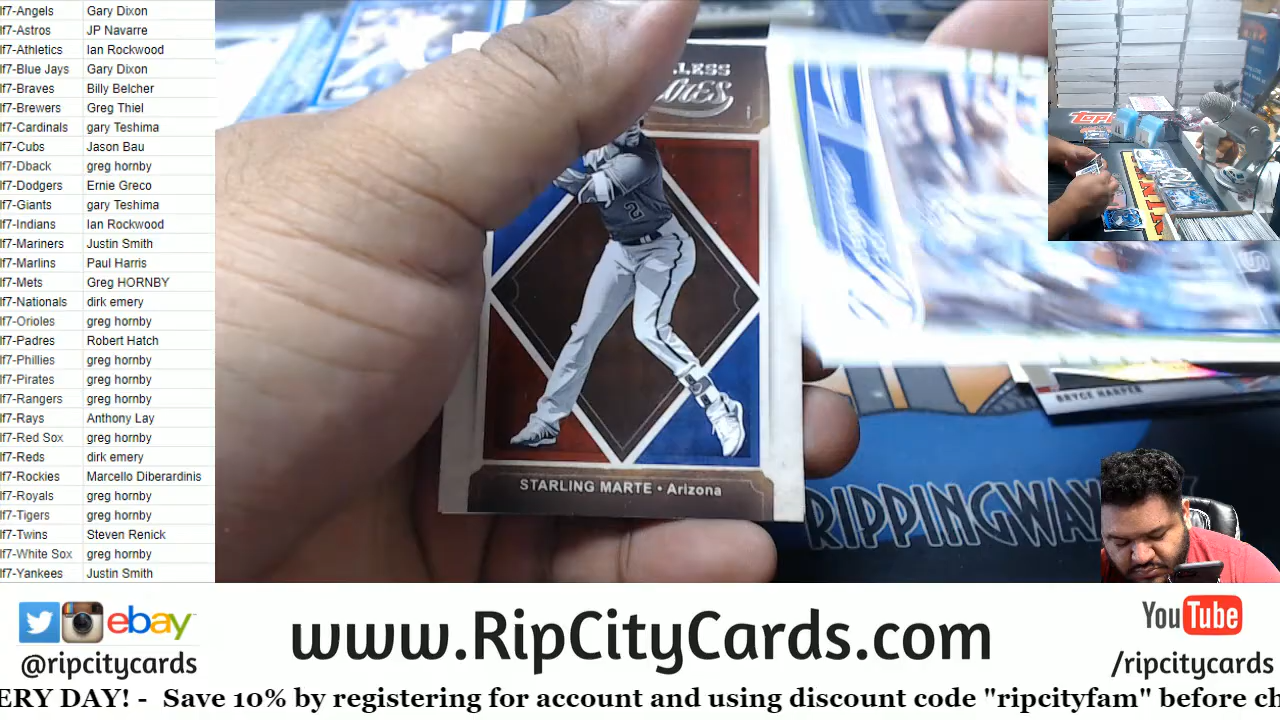 lf7-Angels Gary Dixon
lf7-Astros JP Navarre
lf7-Athletics Ian Rockwood
lf7-Blue Jays Gary Dixon
lf7-Braves Billy Belcher
lf7-Brewers Greg Thiel
lf7-Cardinals gary Teshima
lf7-Cubs Jason Bau
lf7-Dback greg hornby
lf7-Dodgers Ernie Greco
lf7-Giants gary Teshima
lf7-Indians Ian Rockwood
lf7-Mariners Justin Smith
lf7-Marlins Paul Harris
lf7-Mets Greg HORNBY
lf7-Nationals dirk emery
lf7-Orioles greg hornby
lf7-Padres Robert Hatch
lf7-Phillies greg hornby
lf7-Pirates greg hornby
lf7-Rangers greg hornby
lf7-Rays Anthony Lay
lf7-Red Sox greg hornby
lf7-Reds dirk emery
lf7-Rockies Marcello Diberardinis
lf7-Royals greg hornby
lf7-Tigers greg hornby
lf7-Twins Steven Renick
lf7-White Sox greg hornby
lf7-Yankees Justin Smith
LESS
STARLING MARTE • Arizona
2
BRYCE HARPER
RIPPINGWAX
Topps
ebay
@ripcitycards
www.RipCityCards.com
YouTube
/ripcitycards
ERY DAY! - Save 10% by registering for account and using discount code "ripcityfam" before ch